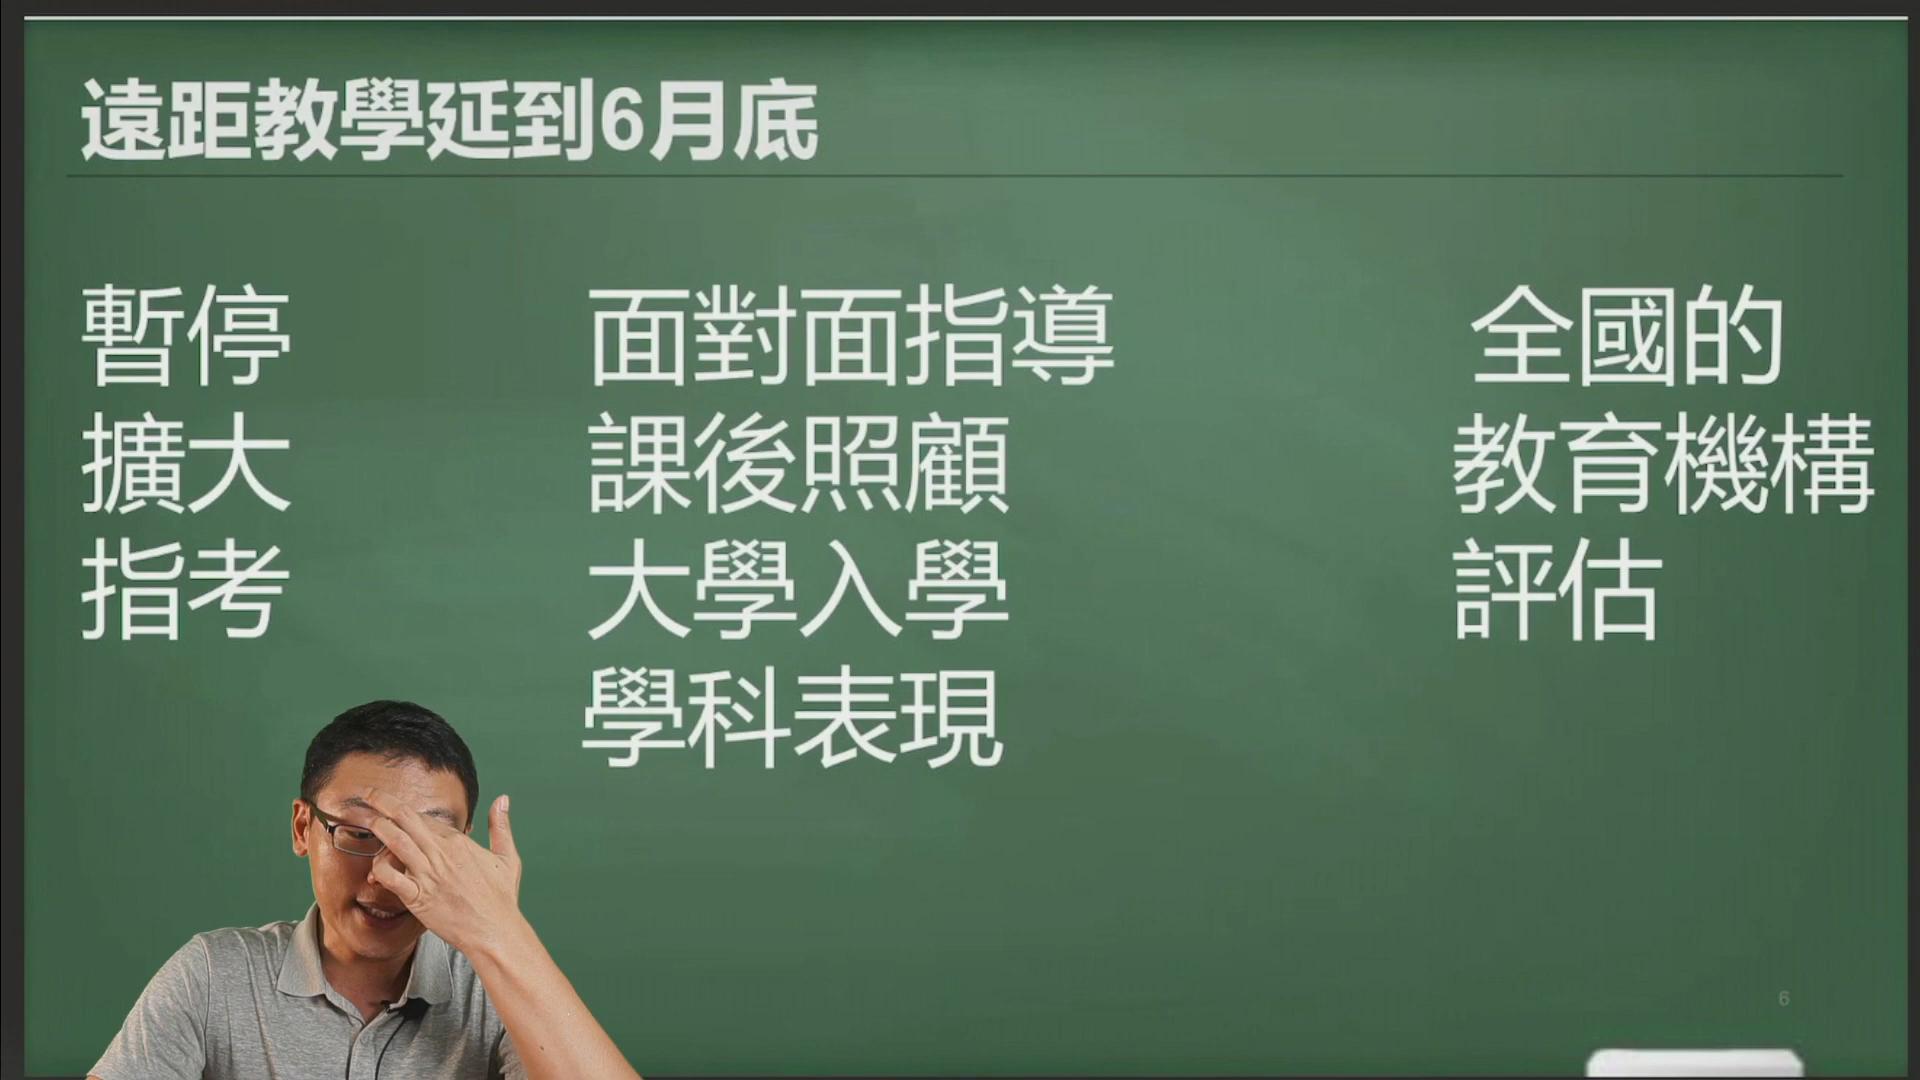 遠距教學延到6月底
暫停
擴大
指考
面對面指導
課後照顧
大學入學
學科表現
全國的
教育機構
評估
6